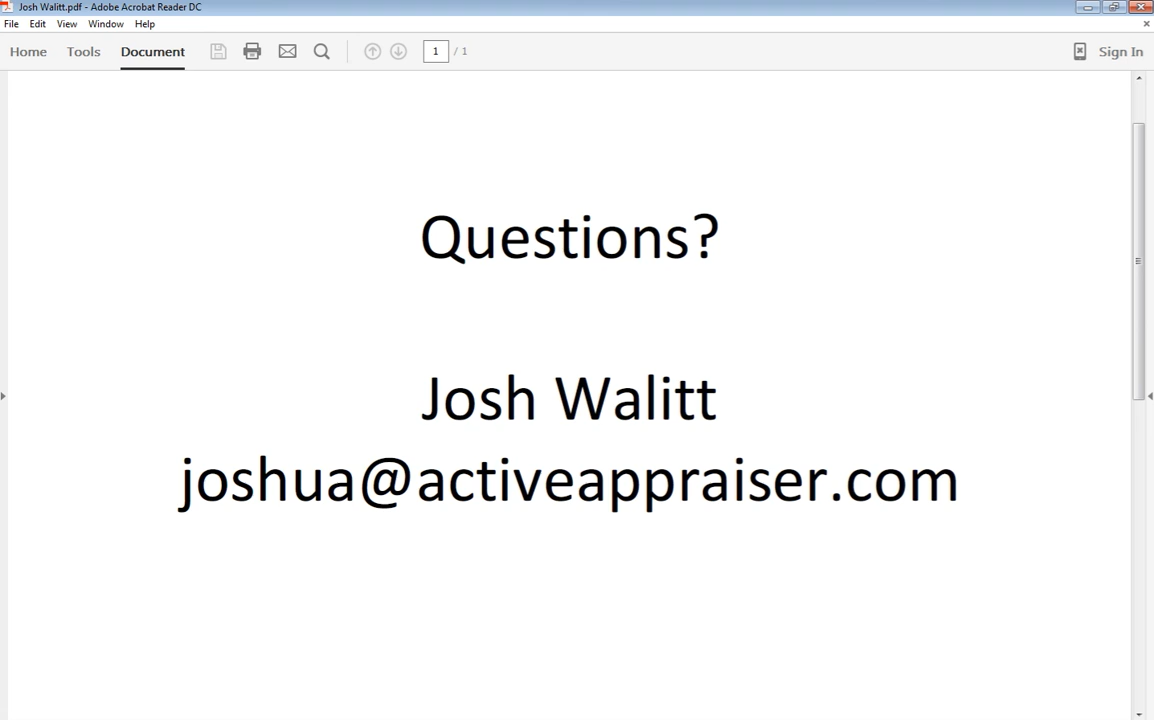 Josh Walitt.pdf - Adobe Acrobat Reader DC
File Edit View Window Help
Home Tools Document 1 / 1 Sign In
Questions?
Josh Walitt
joshua@activeappraiser.com